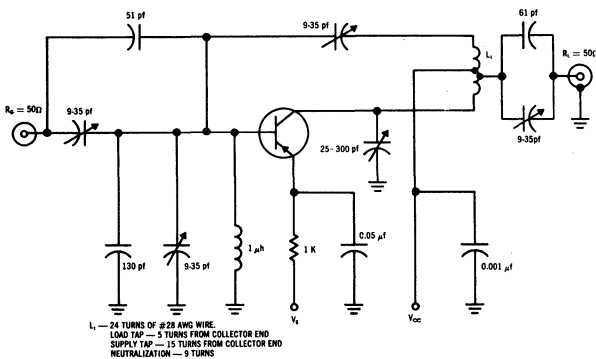 51 pf
9-35 pf
61 pf
L₁
R_G = 50Ω
R_L = 50Ω
9-35 pf
9-35pf
25-300 pf
130 pf
9-35 pf
1 μh
1 K
0.05 μf
0.001 μf
V_E
V_CC
L₁ — 24 TURNS OF #28 AWG WIRE.
LOAD TAP — 5 TURNS FROM COLLECTOR END
SUPPLY TAP — 15 TURNS FROM COLLECTOR END
NEUTRALIZATION — 9 TURNS